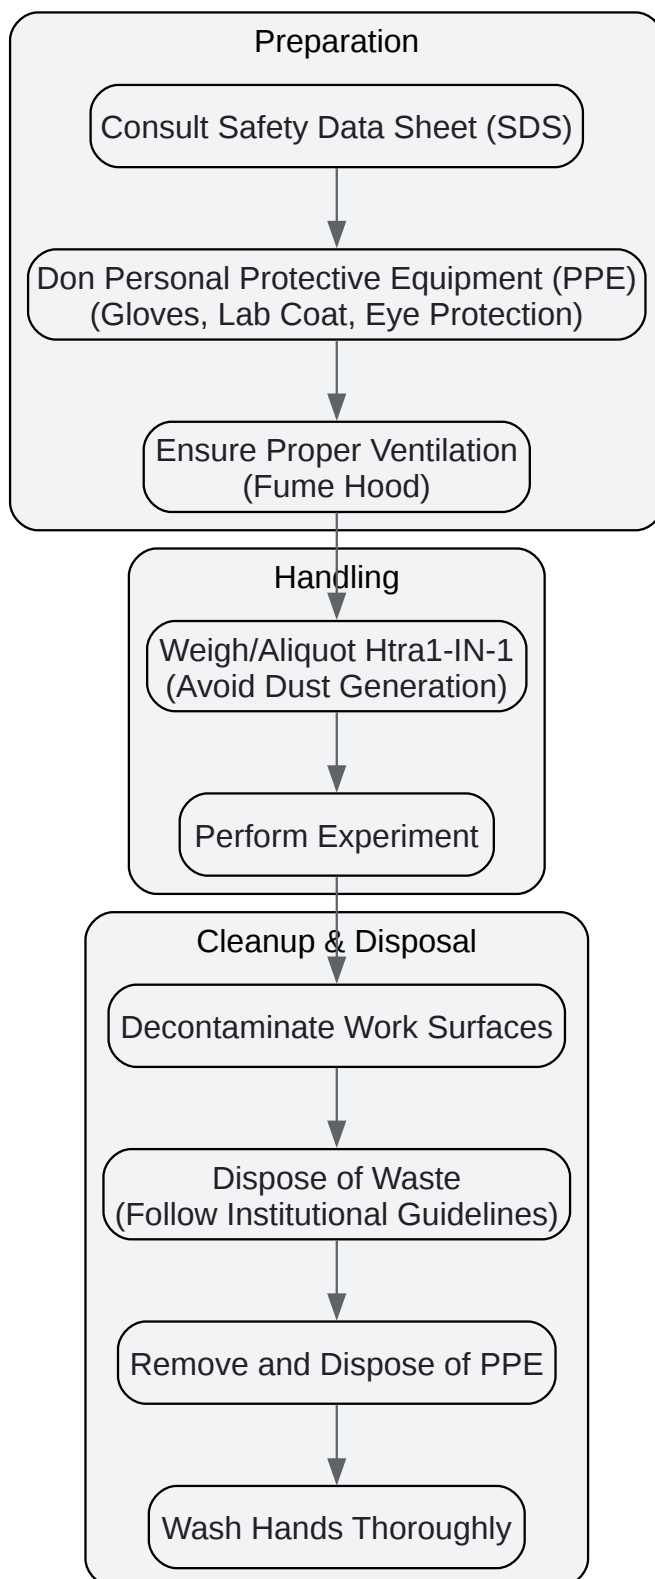 Preparation
Consult Safety Data Sheet (SDS)
Don Personal Protective Equipment (PPE)
(Gloves, Lab Coat, Eye Protection)
Ensure Proper Ventilation
(Fume Hood)
Handling
Weigh/Aliquot Htra1-IN-1
(Avoid Dust Generation)
Perform Experiment
Cleanup & Disposal
Decontaminate Work Surfaces
Dispose of Waste
(Follow Institutional Guidelines)
Remove and Dispose of PPE
Wash Hands Thoroughly